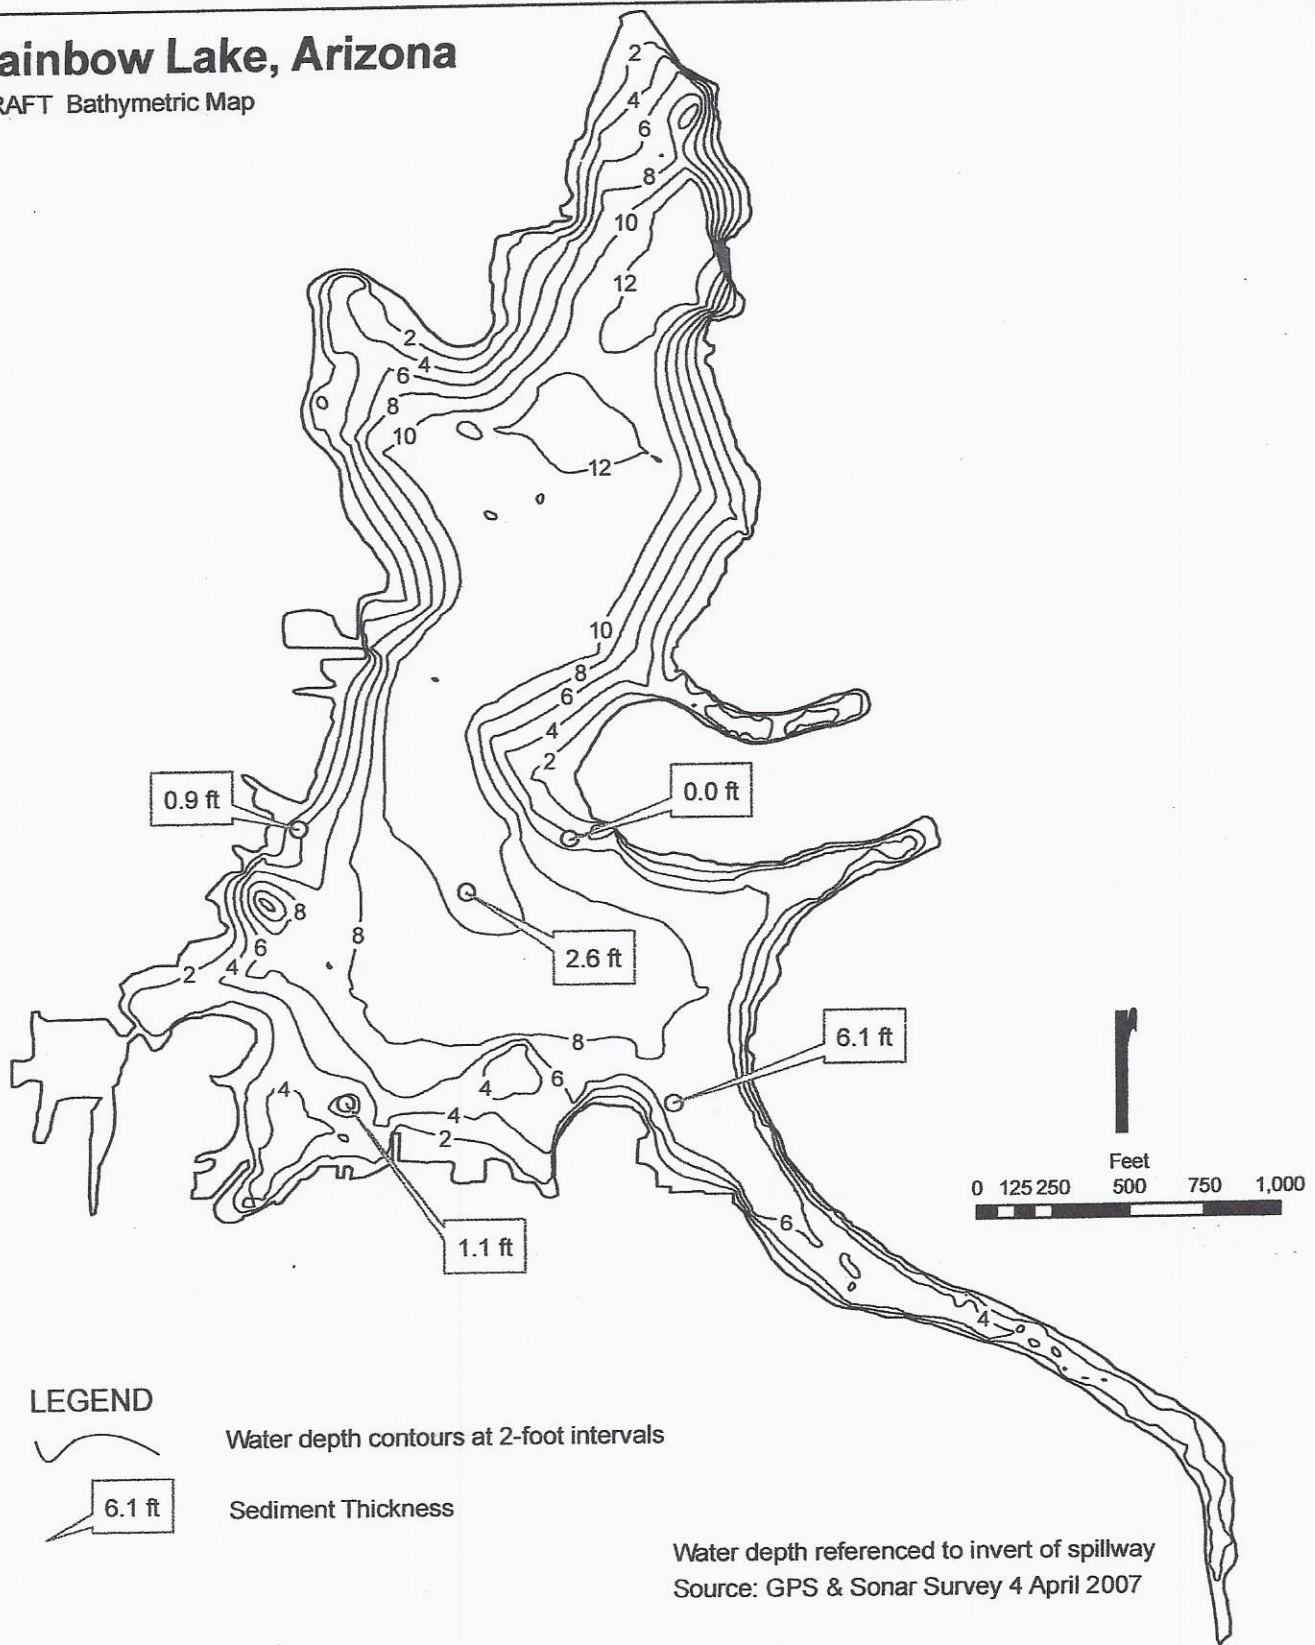 ainbow Lake, Arizona
RAFT Bathymetric Map
2
4
6
8
10
12
2
4
6
8
10
12
10
8
6
4
2
0.9 ft
0.0 ft
8
8
6
4
2
2.6 ft
8
6.1 ft
6
4
4
4
2
1.1 ft
6
4
Feet
0 125 250 500 750 1,000
LEGEND
Water depth contours at 2-foot intervals
6.1 ft Sediment Thickness
Water depth referenced to invert of spillway
Source: GPS & Sonar Survey 4 April 2007